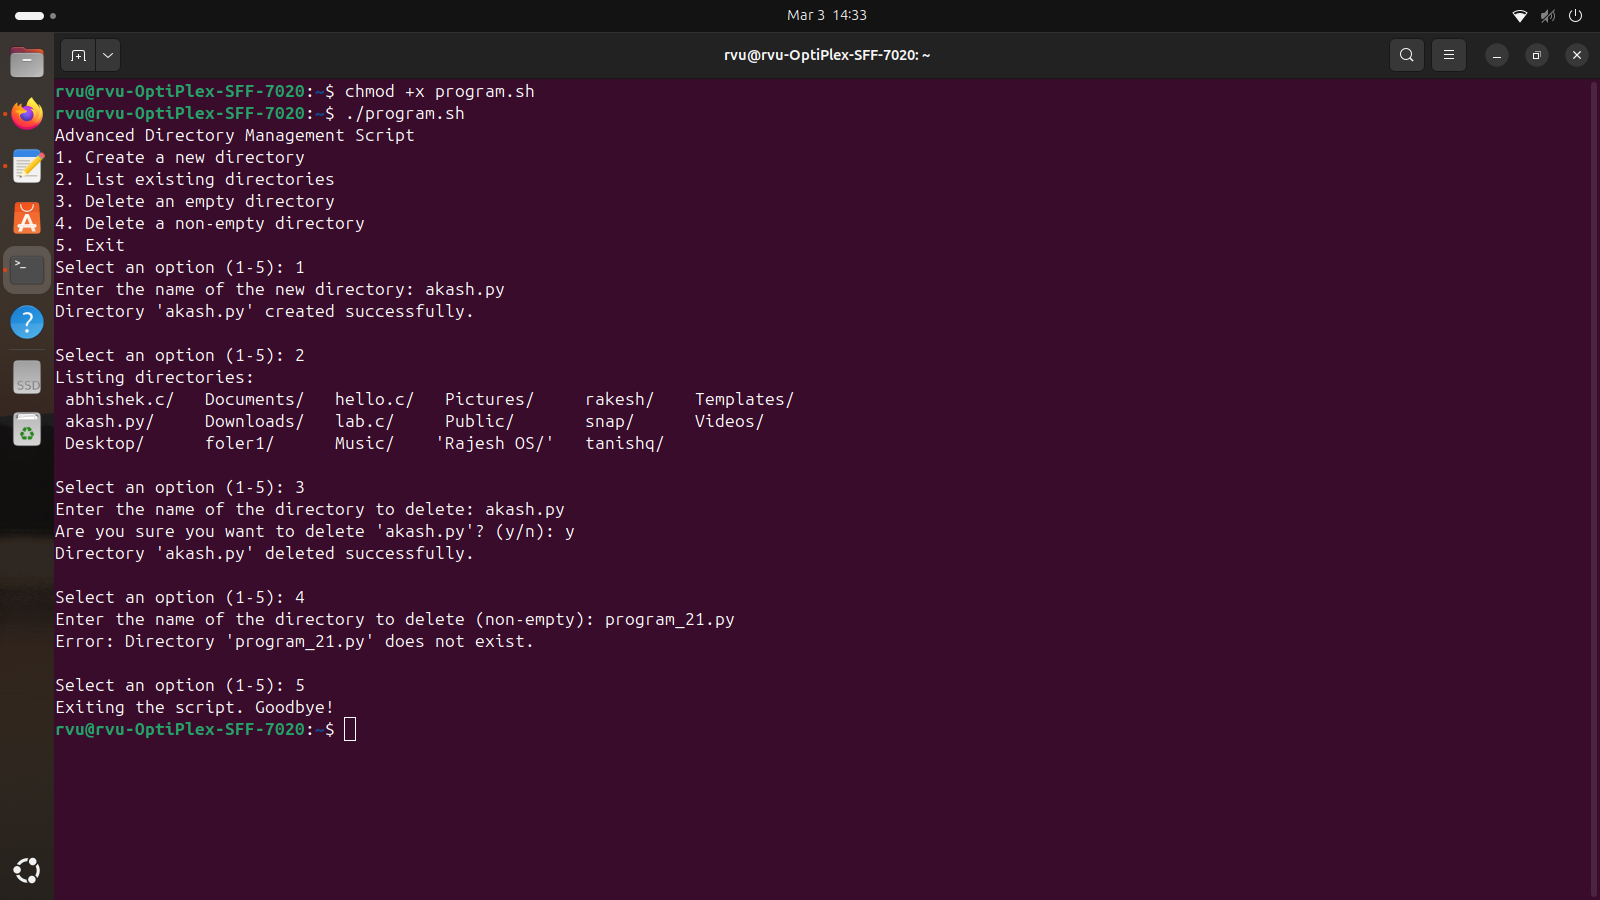 Mar 3 14:33
rvu@rvu-OptiPlex-SFF-7020: ~
rvu@rvu-OptiPlex-SFF-7020:~$ chmod +x program.sh
rvu@rvu-OptiPlex-SFF-7020:~$ ./program.sh
Advanced Directory Management Script
1. Create a new directory
2. List existing directories
3. Delete an empty directory
4. Delete a non-empty directory
5. Exit
Select an option (1-5): 1
Enter the name of the new directory: akash.py
Directory 'akash.py' created successfully.
Select an option (1-5): 2
Listing directories:
abhishek.c/ Documents/ hello.c/ Pictures/ rakesh/ Templates/
akash.py/ Downloads/ lab.c/ Public/ snap/ Videos/
Desktop/ foler1/ Music/ 'Rajesh OS/' tanishq/
Select an option (1-5): 3
Enter the name of the directory to delete: akash.py
Are you sure you want to delete 'akash.py'? (y/n): y
Directory 'akash.py' deleted successfully.
Select an option (1-5): 4
Enter the name of the directory to delete (non-empty): program_21.py
Error: Directory 'program_21.py' does not exist.
Select an option (1-5): 5
Exiting the script. Goodbye!
rvu@rvu-OptiPlex-SFF-7020:~$
SSD